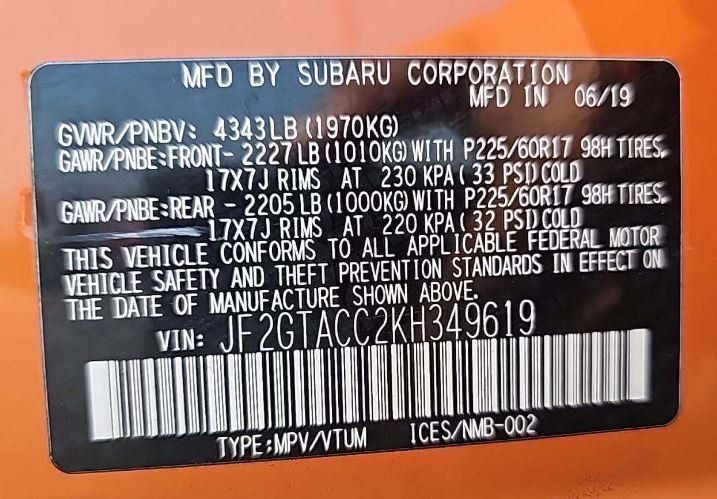 MFD BY SUBARU CORPORATION
MFD IN 06/19
GVWR/PNBV: 4343LB (1970KG)
GAWR/PNBE:FRONT- 2227LB (1010KG) WITH P225/60R17 98H TIRES,
17X7J RIMS AT 230 KPA ( 33 PSI) COLD
GAWR/PNBE:REAR - 2205LB (1000KG) WITH P225/60R17 98H TIRES,
17X7J RIMS AT 220 KPA ( 32 PSI) COLD
THIS VEHICLE CONFORMS TO ALL APPLICABLE FEDERAL MOTOR
VEHICLE SAFETY AND THEFT PREVENTION STANDARDS IN EFFECT ON
THE DATE OF MANUFACTURE SHOWN ABOVE.
VIN: JF2GTACC2KH349619
TYPE:MPV/VTUM ICES/NMB-002